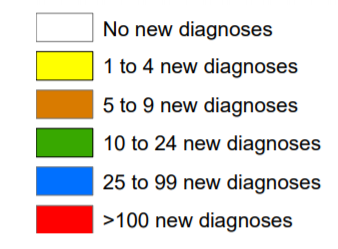 No new diagnoses
1 to 4 new diagnoses
5 to 9 new diagnoses
10 to 24 new diagnoses
25 to 99 new diagnoses
>100 new diagnoses